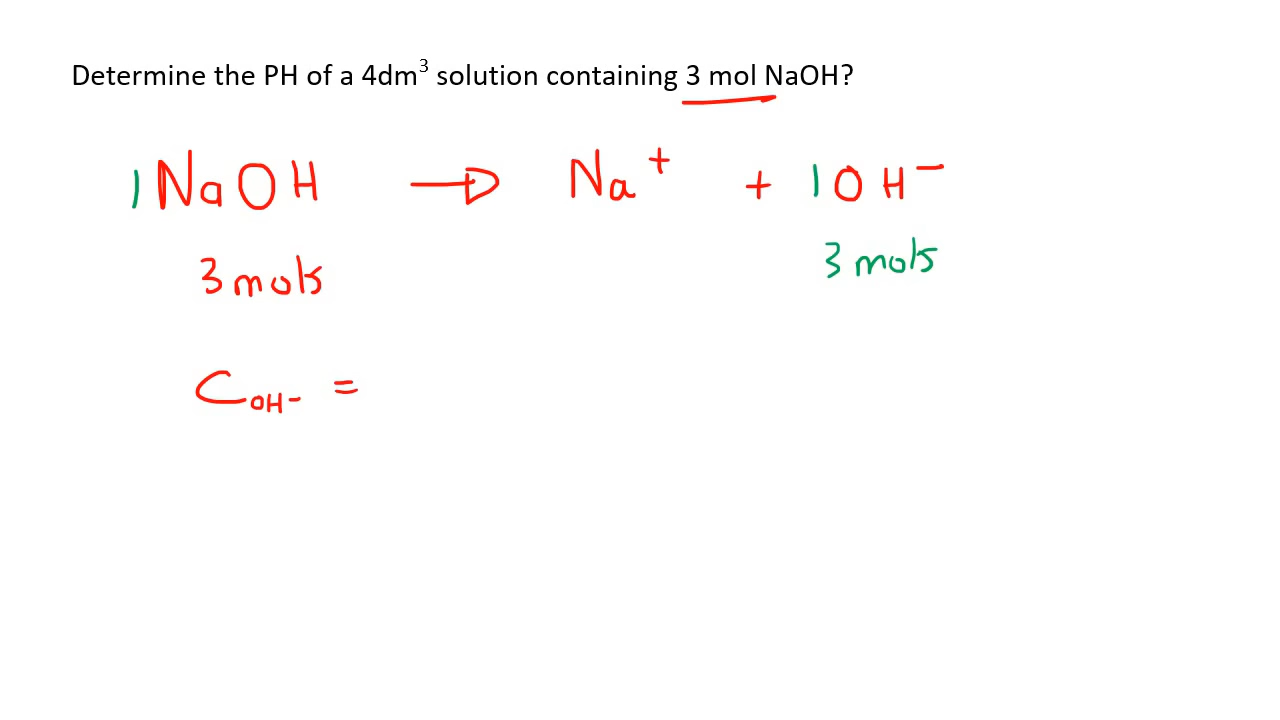 Determine the PH of a 4dm³ solution containing 3 mol NaOH?
1 NaOH → Na⁺ + 1 OH⁻
3 mols 3 mols
C OH- =